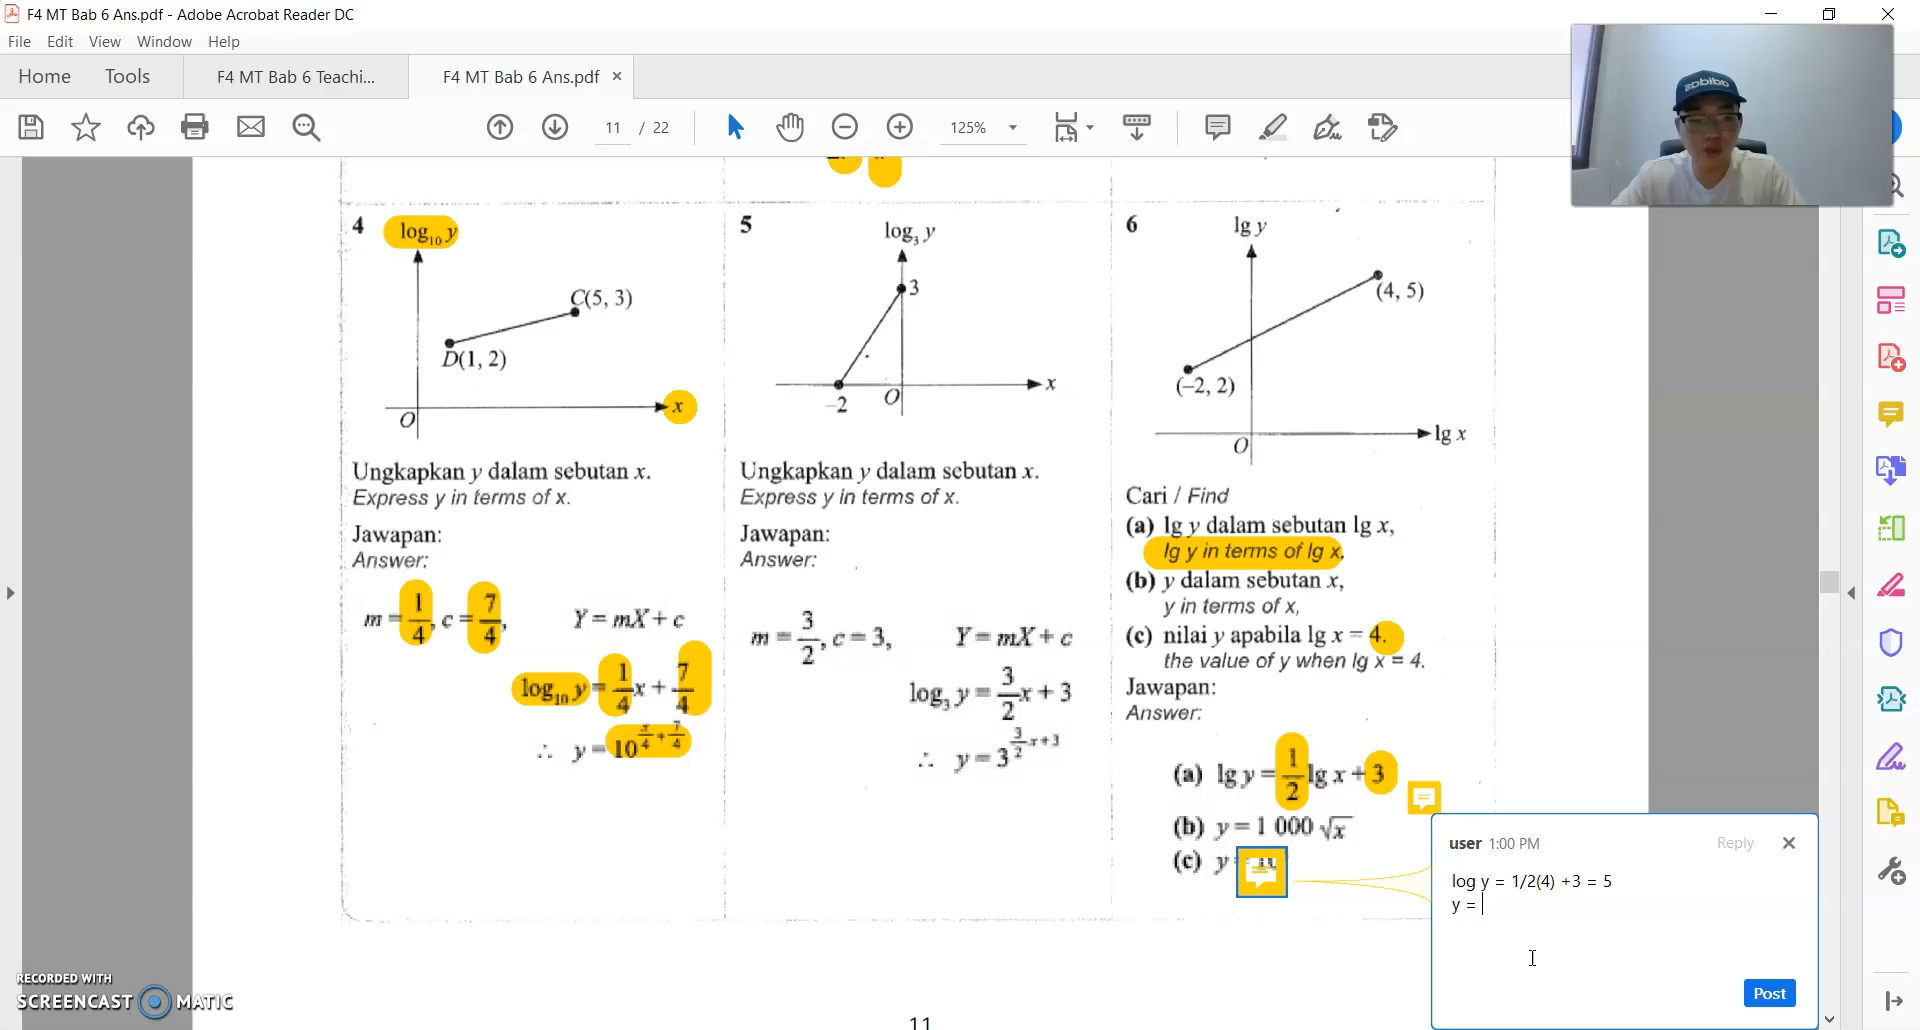 F4 MT Bab 6 Ans.pdf - Adobe Acrobat Reader DC
File Edit View Window Help
Home Tools F4 MT Bab 6 Teachi... F4 MT Bab 6 Ans.pdf ×
11 / 22 125%
adidas
4
log₁₀ y
C(5, 3)
D(1, 2)
x
O
Ungkapkan y dalam sebutan x.
Express y in terms of x.
Jawapan:
Answer:
m = 1/4, c = 7/4, Y = mX + c
log₁₀ y = 1/4 x + 7/4
∴ y = 10^(x/4 + 7/4)
5
log₃ y
3
x
-2 O
Ungkapkan y dalam sebutan x.
Express y in terms of x.
Jawapan:
Answer:
m = 3/2, c = 3, Y = mX + c
log₃ y = 3/2 x + 3
∴ y = 3^(3/2 x + 3)
6
lg y
(4, 5)
(–2, 2)
lg x
O
Cari / Find
(a) lg y dalam sebutan lg x,
lg y in terms of lg x,
(b) y dalam sebutan x,
y in terms of x,
(c) nilai y apabila lg x = 4.
the value of y when lg x = 4.
Jawapan:
Answer:
(a) lg y = 1/2 lg x + 3
(b) y = 1 000 √x
(c) y
user 1:00 PM Reply ×
log y = 1/2(4) +3 = 5
y =
Post
RECORDED WITH
SCREENCAST MATIC
11